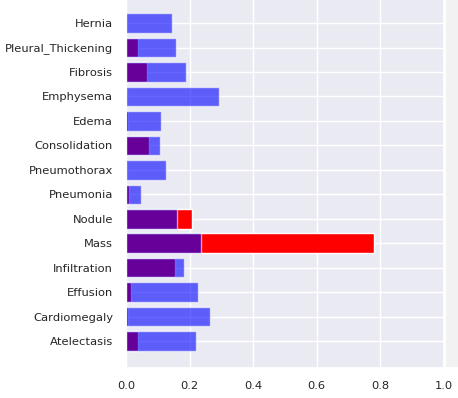 Hernia
Pleural_Thickening
Fibrosis
Emphysema
Edema
Consolidation
Pneumothorax
Pneumonia
Nodule
Mass
Infiltration
Effusion
Cardiomegaly
Atelectasis
0.0 0.2 0.4 0.6 0.8 1.0